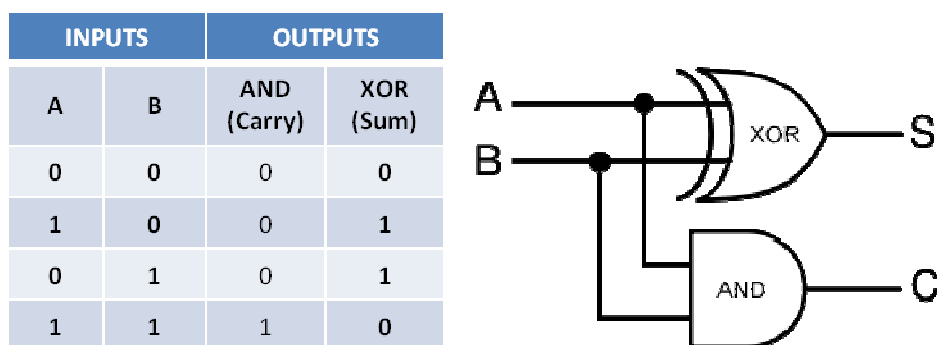 INPUTS OUTPUTS
A B AND (Carry) XOR (Sum)
0 0 0 0
1 0 0 1
0 1 0 1
1 1 1 0
A
B
XOR
S
AND
C